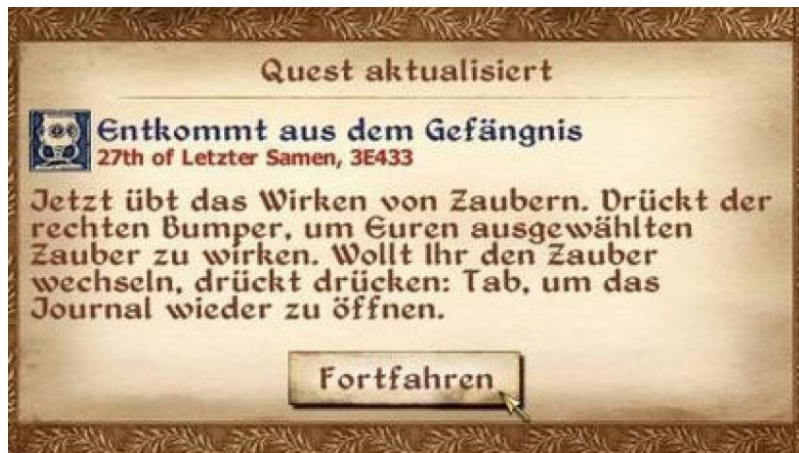 Quest aktualisiert
Entkommt aus dem Gefängnis
27th of Letzter Samen, 3E433
Jetzt übt das Wirken von Zaubern. Drückt der
rechten Bumper, um Euren ausgewählten
Zauber zu wirken. Wollt Ihr den Zauber
wechseln, drückt drücken: Tab, um das
Journal wieder zu öffnen.
Fortfahren